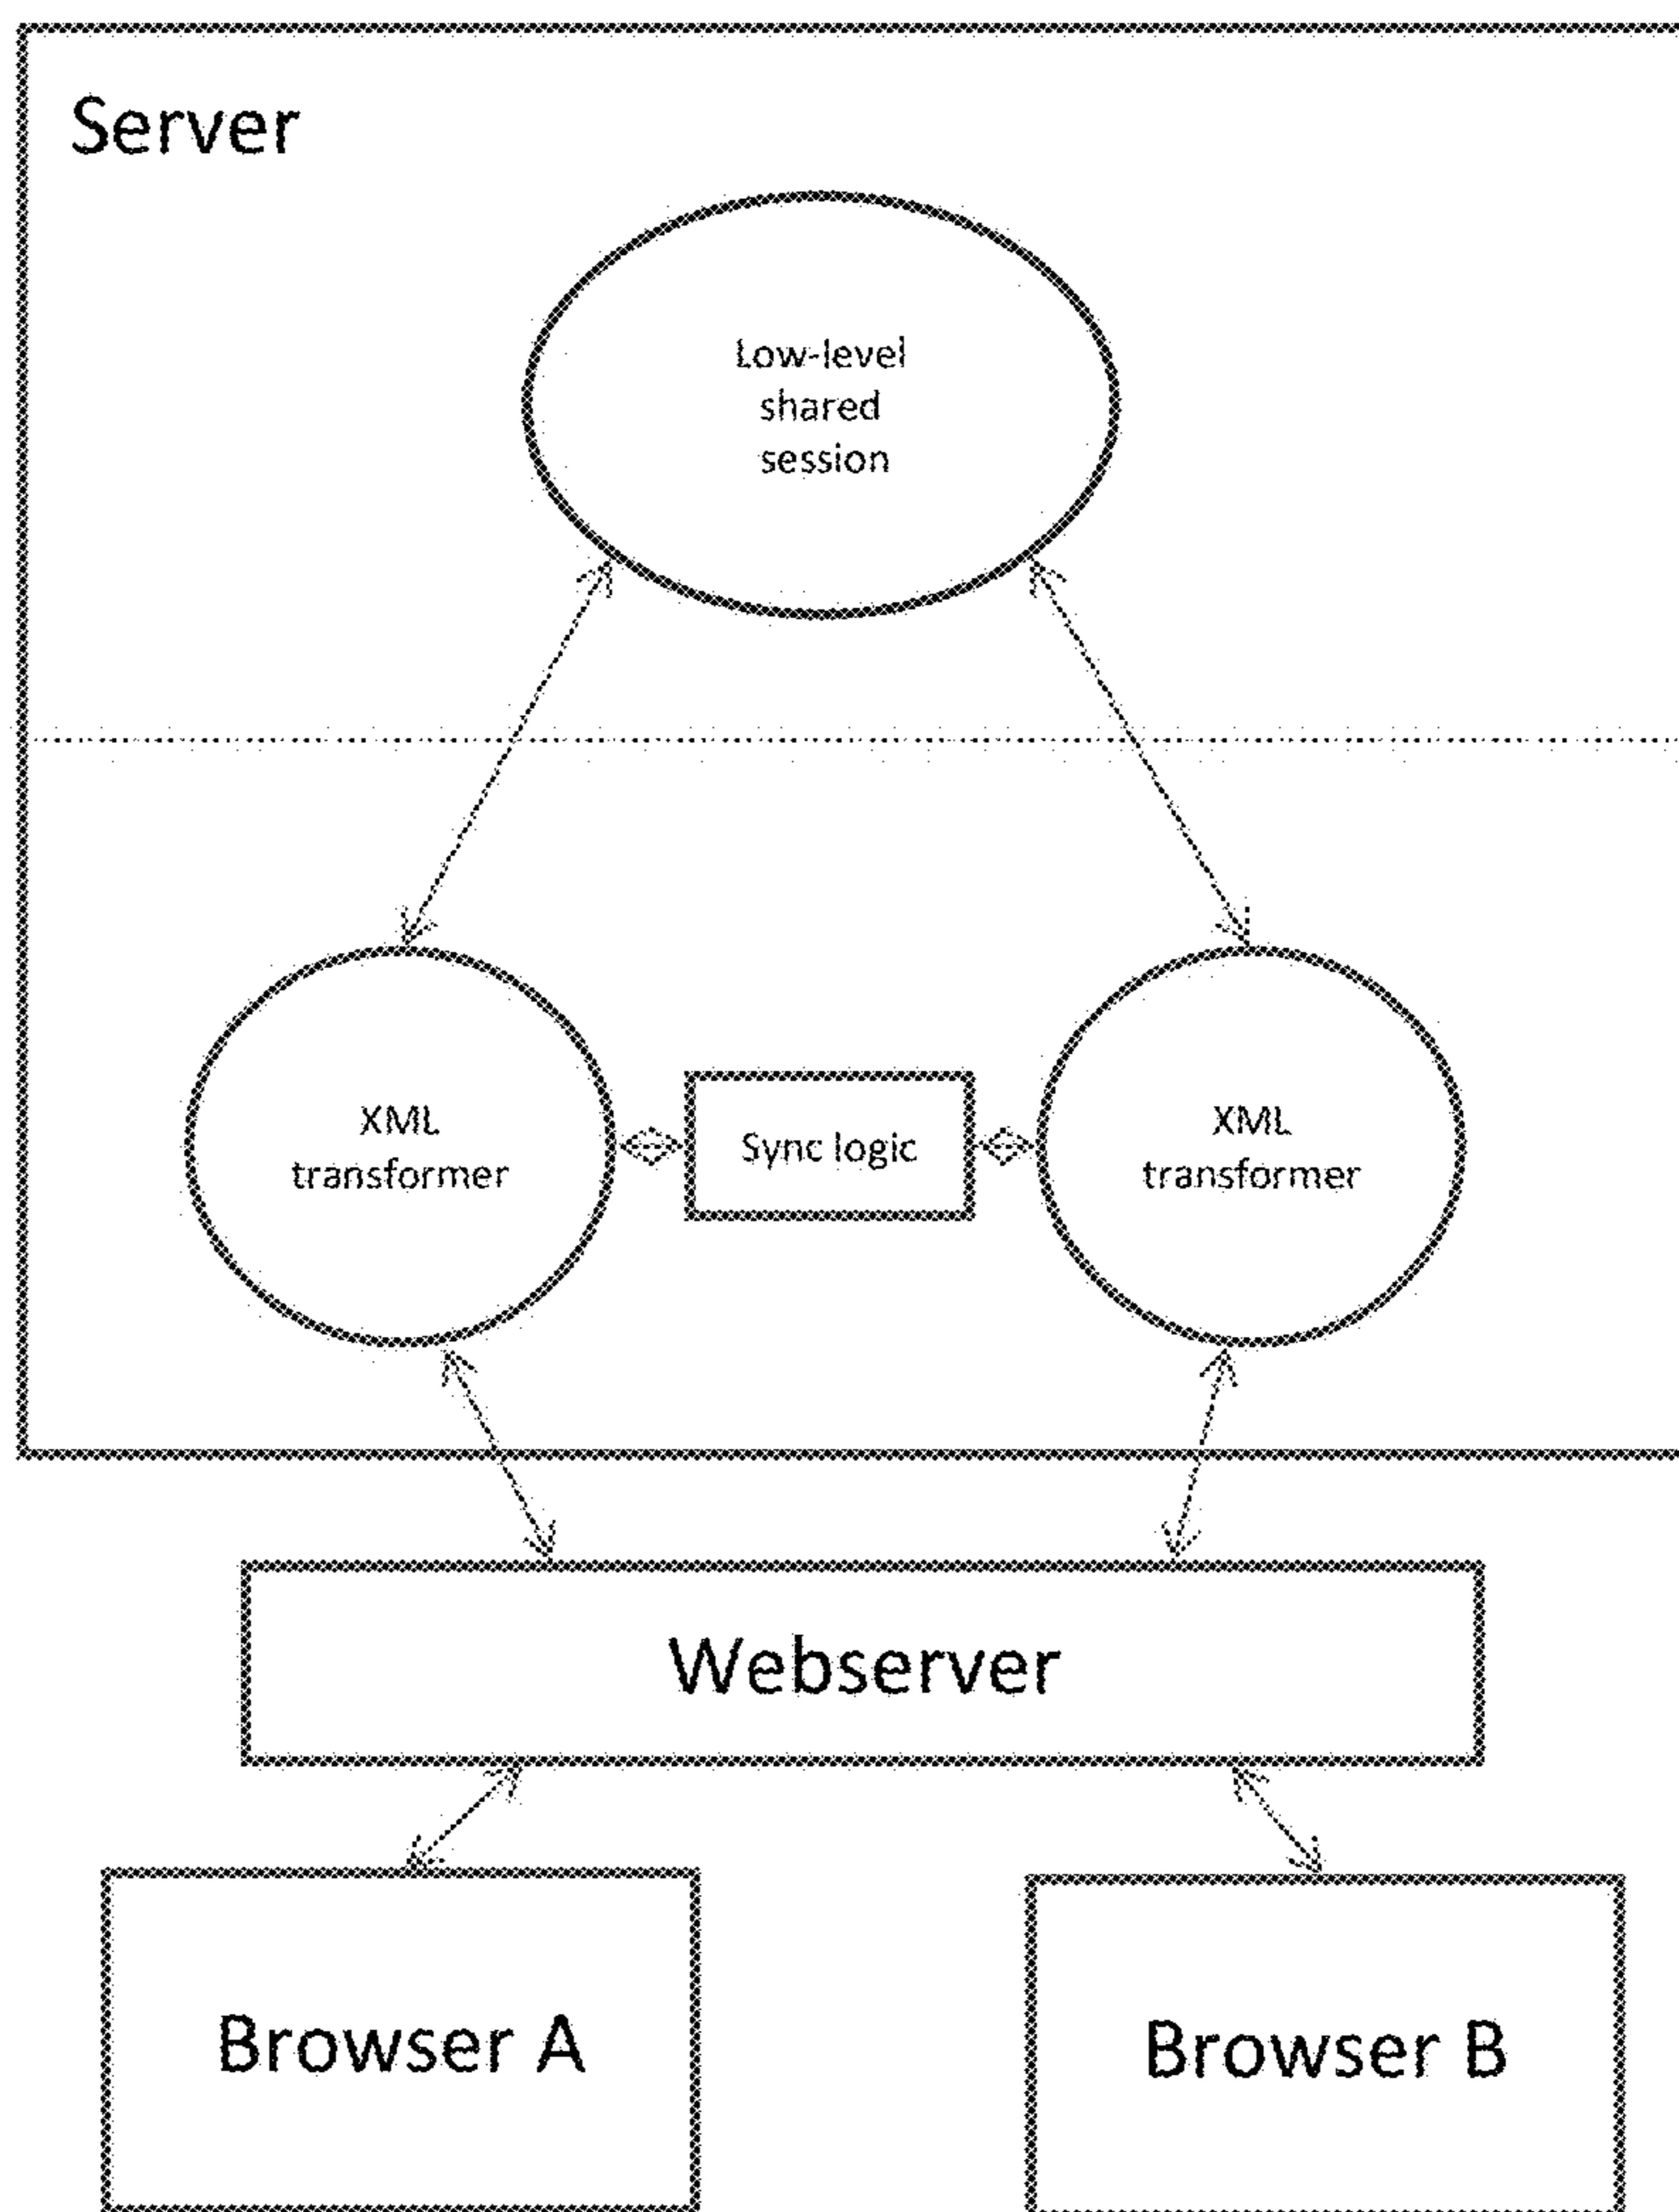 Server
Low-level
shared
session
XML
transformer
Sync logic
XML
transformer
Webserver
Browser A
Browser B